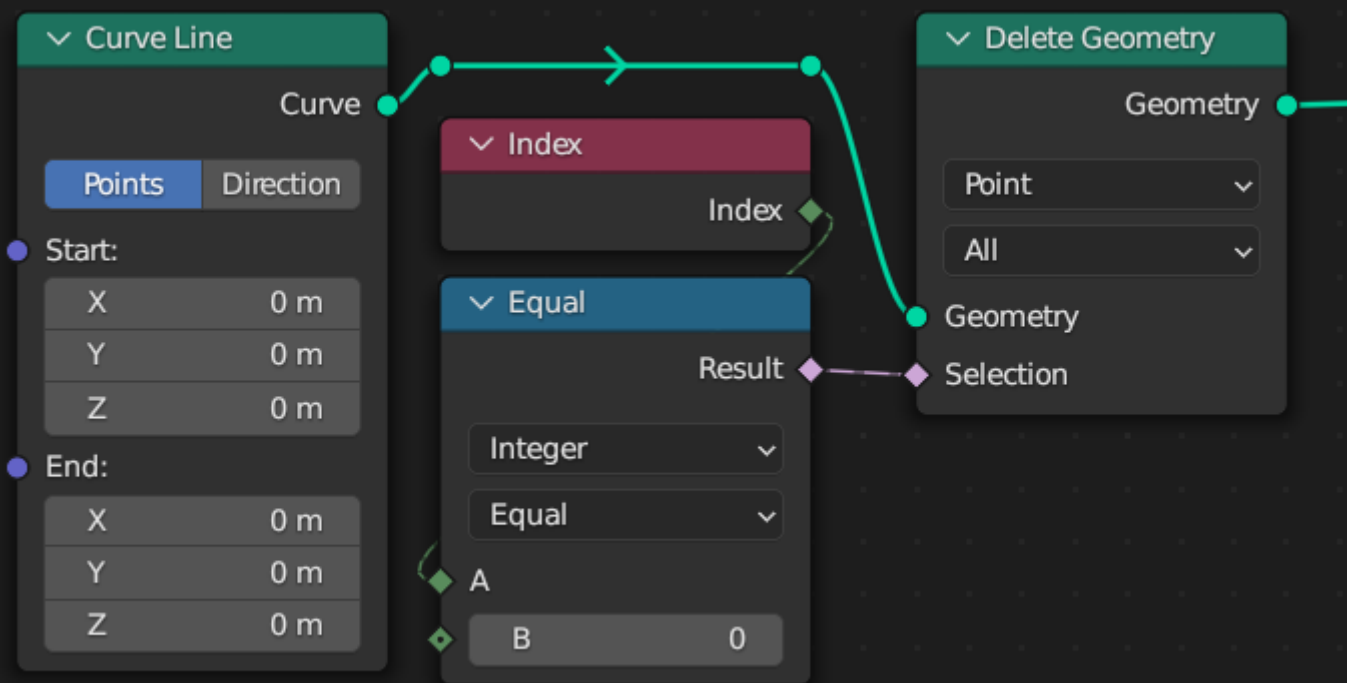 Curve Line
Curve
Points Direction
Start:
X 0 m
Y 0 m
Z 0 m
End:
X 0 m
Y 0 m
Z 0 m
Index
Index
Equal
Result
Integer
Equal
A
B 0
Delete Geometry
Geometry
Point
All
Geometry
Selection